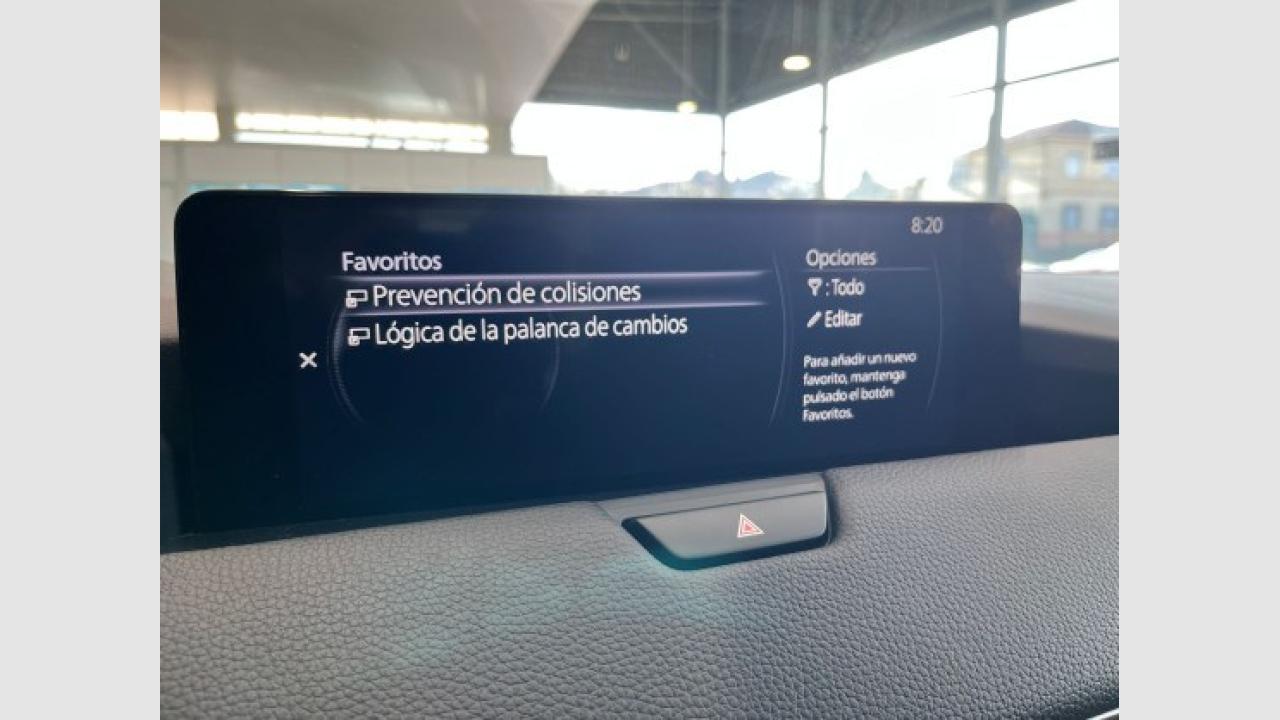 8:20
Favoritos
Prevención de colisiones
Lógica de la palanca de cambios
Opciones
: Todo
Editar
Para añadir un nuevo
favorito, mantenga
pulsado el botón
Favoritos.